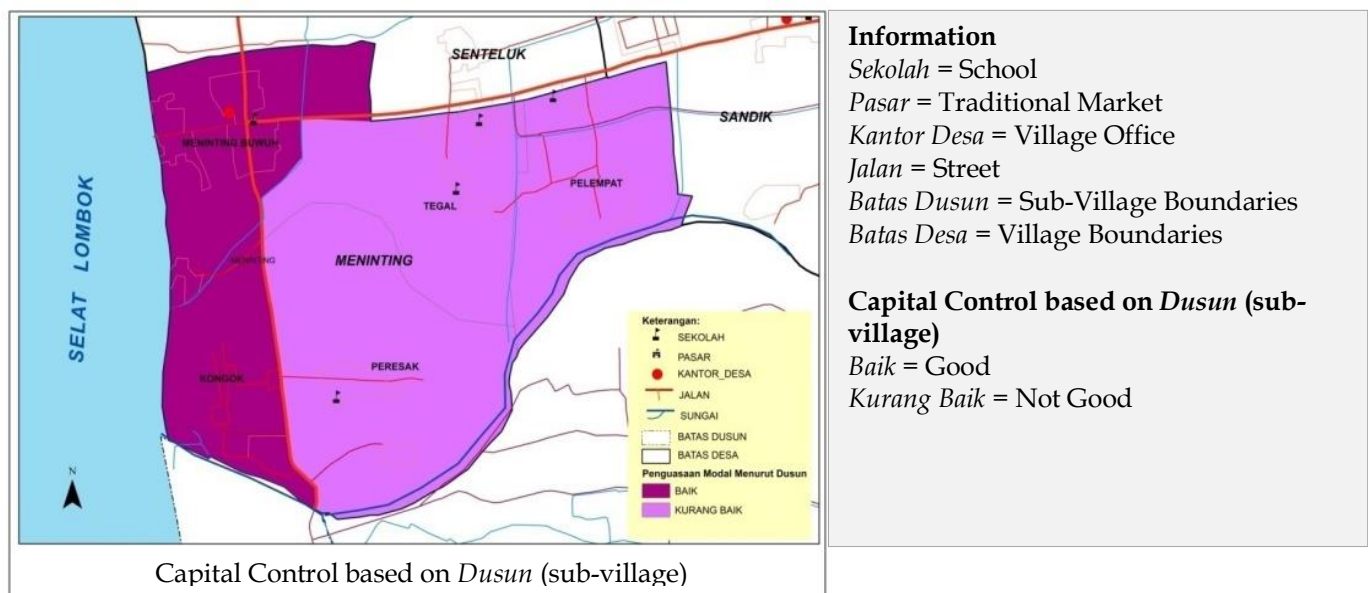 SENTELUK
SANDIK
MENINTING BUWUH
PELEMPAT
TEGAL
SELAT LOMBOK
MENINTING
MENINTING
PERESAK
KONGOK
N
Keterangan:
SEKOLAH
PASAR
KANTOR_DESA
JALAN
SUNGAI
BATAS DUSUN
BATAS DESA
Penguasaan Modal Menurut Dusun
BAIK
KURANG BAIK
Capital Control based on Dusun (sub-village)
Information
Sekolah = School
Pasar = Traditional Market
Kantor Desa = Village Office
Jalan = Street
Batas Dusun = Sub-Village Boundaries
Batas Desa = Village Boundaries
Capital Control based on Dusun (sub-
village)
Baik = Good
Kurang Baik = Not Good